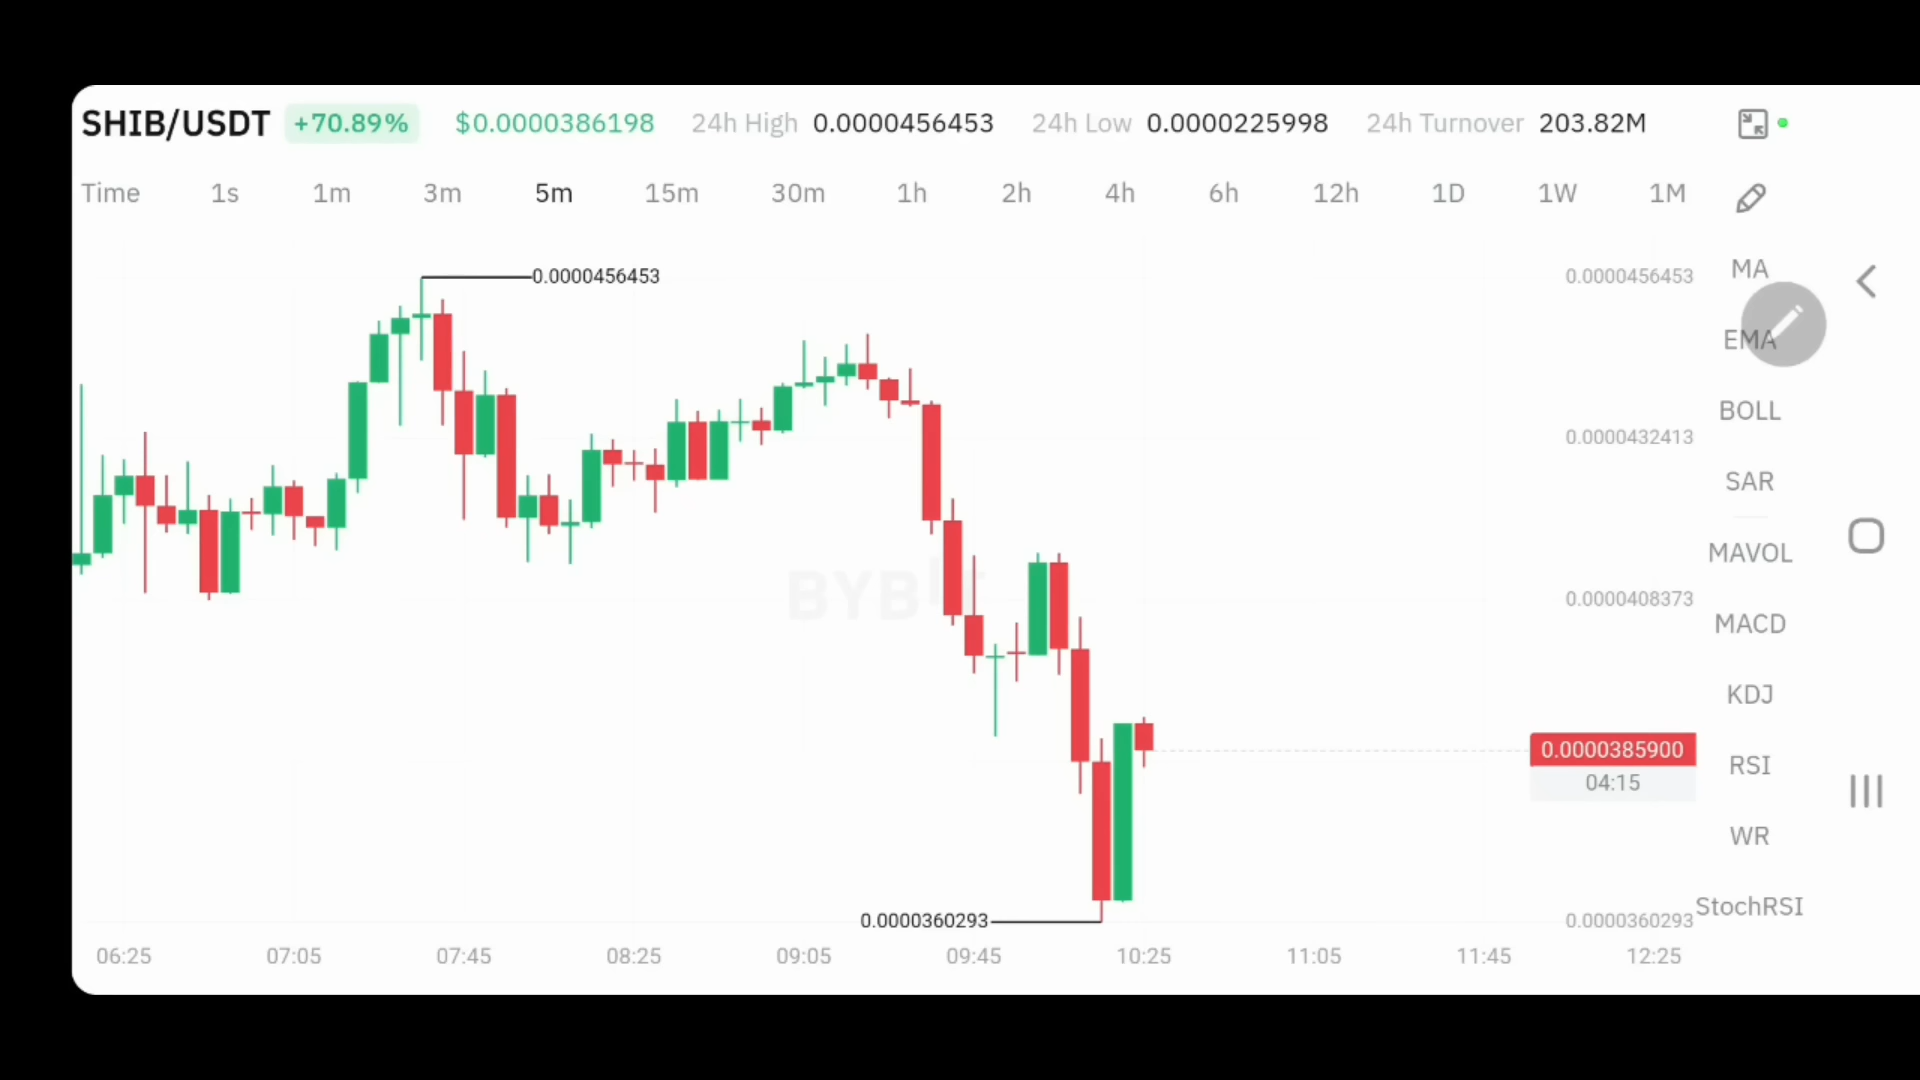 SHIB/USDT +70.89% $0.0000386198 24h High 0.0000456453 24h Low 0.0000225998 24h Turnover 203.82M
Time 1s 1m 3m 5m 15m 30m 1h 2h 4h 6h 12h 1D 1W 1M
MA
0.0000456453 0.0000456453
EMA
BOLL
0.0000432413
SAR
MAVOL
BYB
0.0000408373
MACD
KDJ
0.0000385900
RSI
04:15
WR
StochRSI
0.0000360293 0.0000360293
06:25 07:05 07:45 08:25 09:05 09:45 10:25 11:05 11:45 12:25